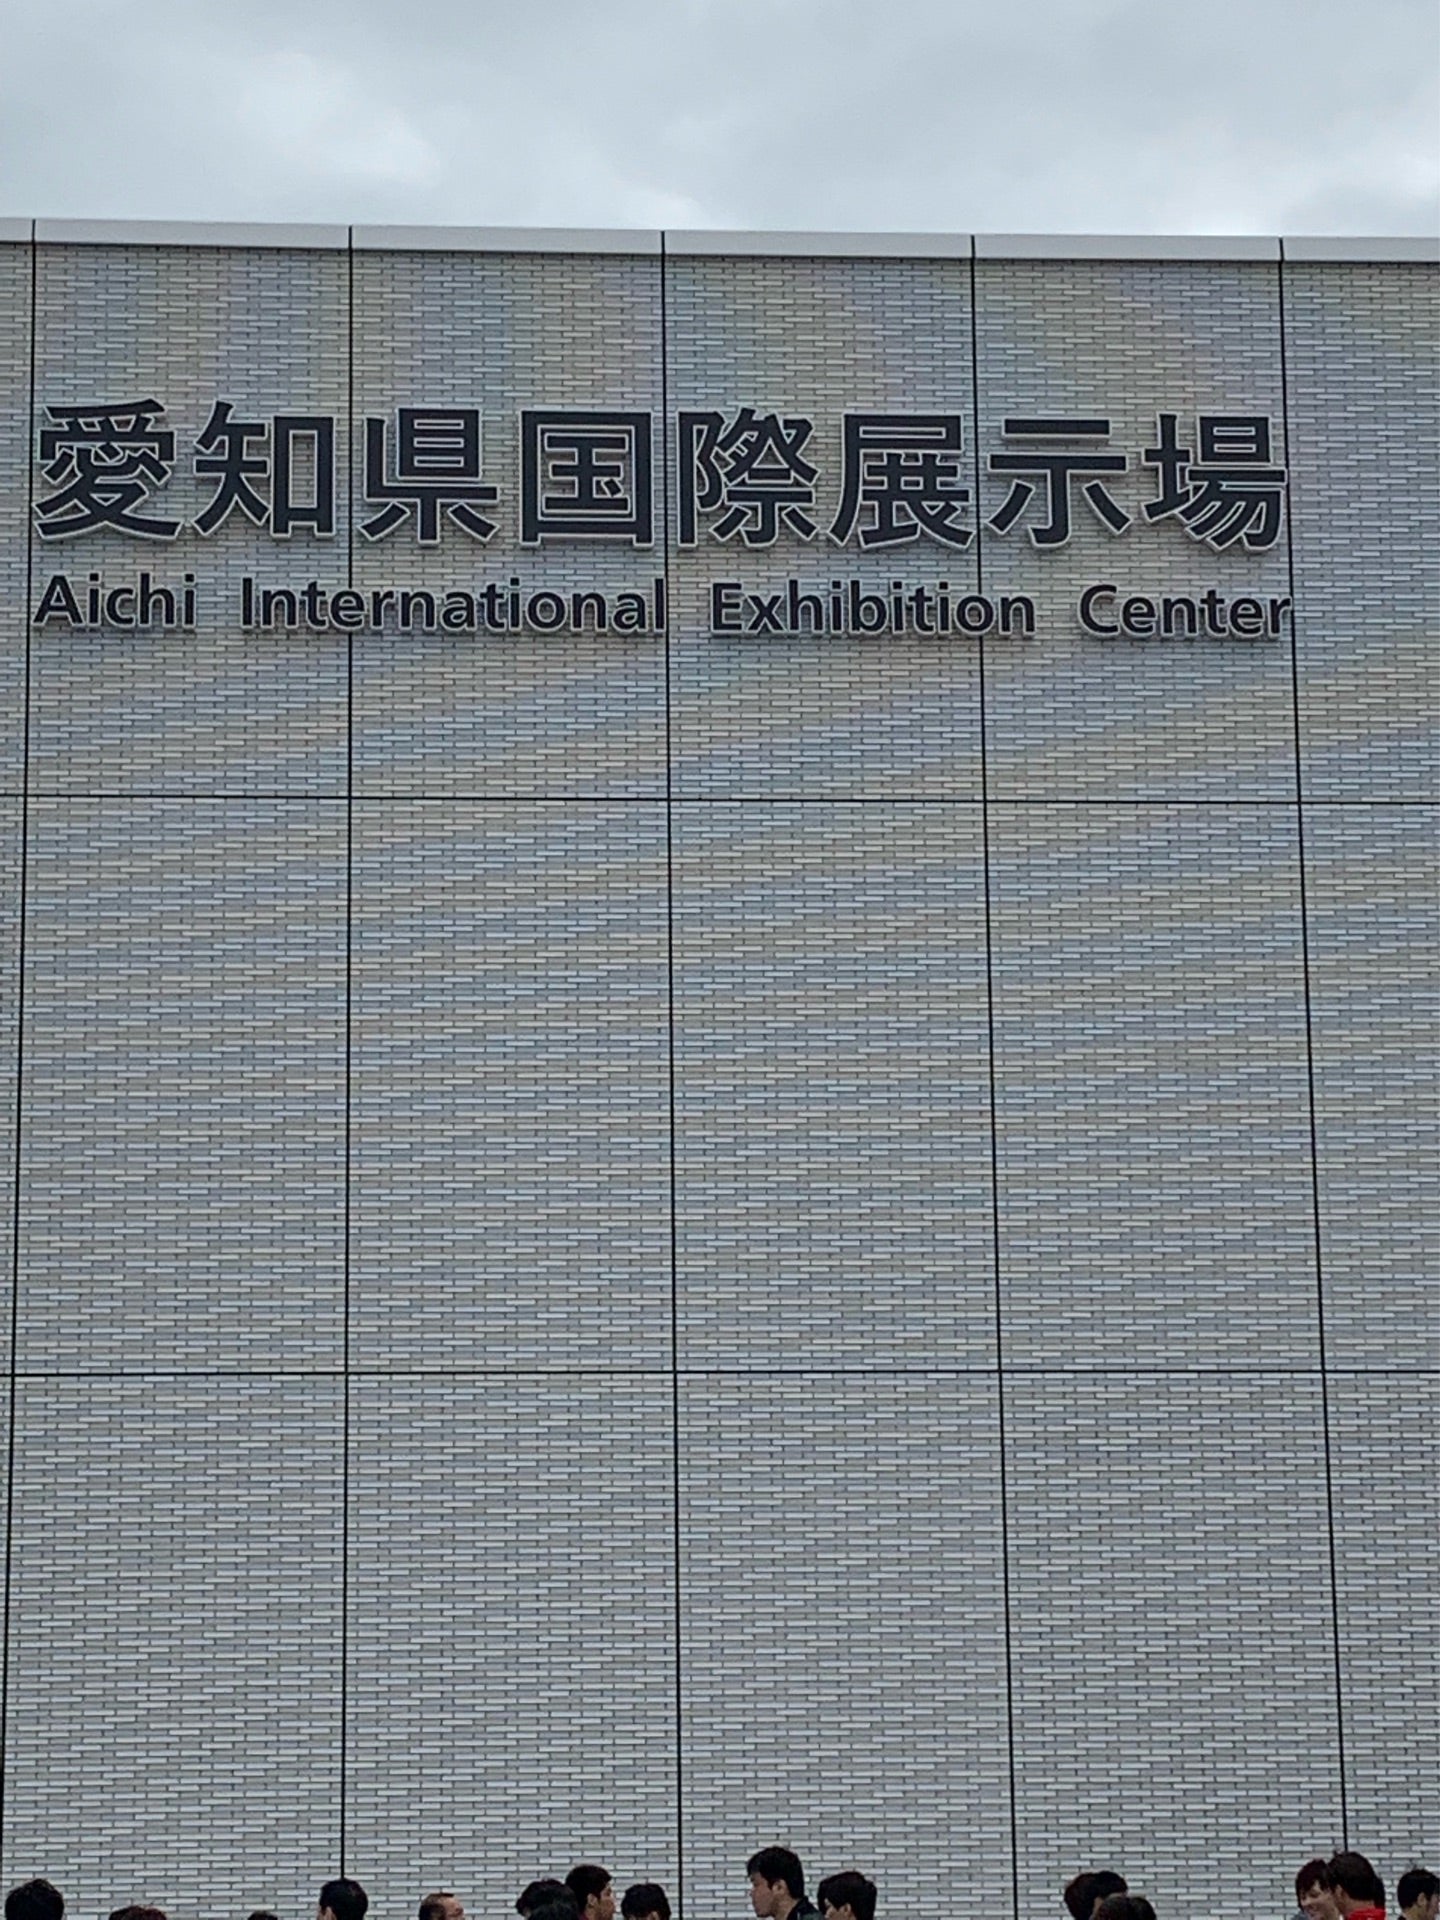 愛知県国際展示場
Aichi International Exhibition Center